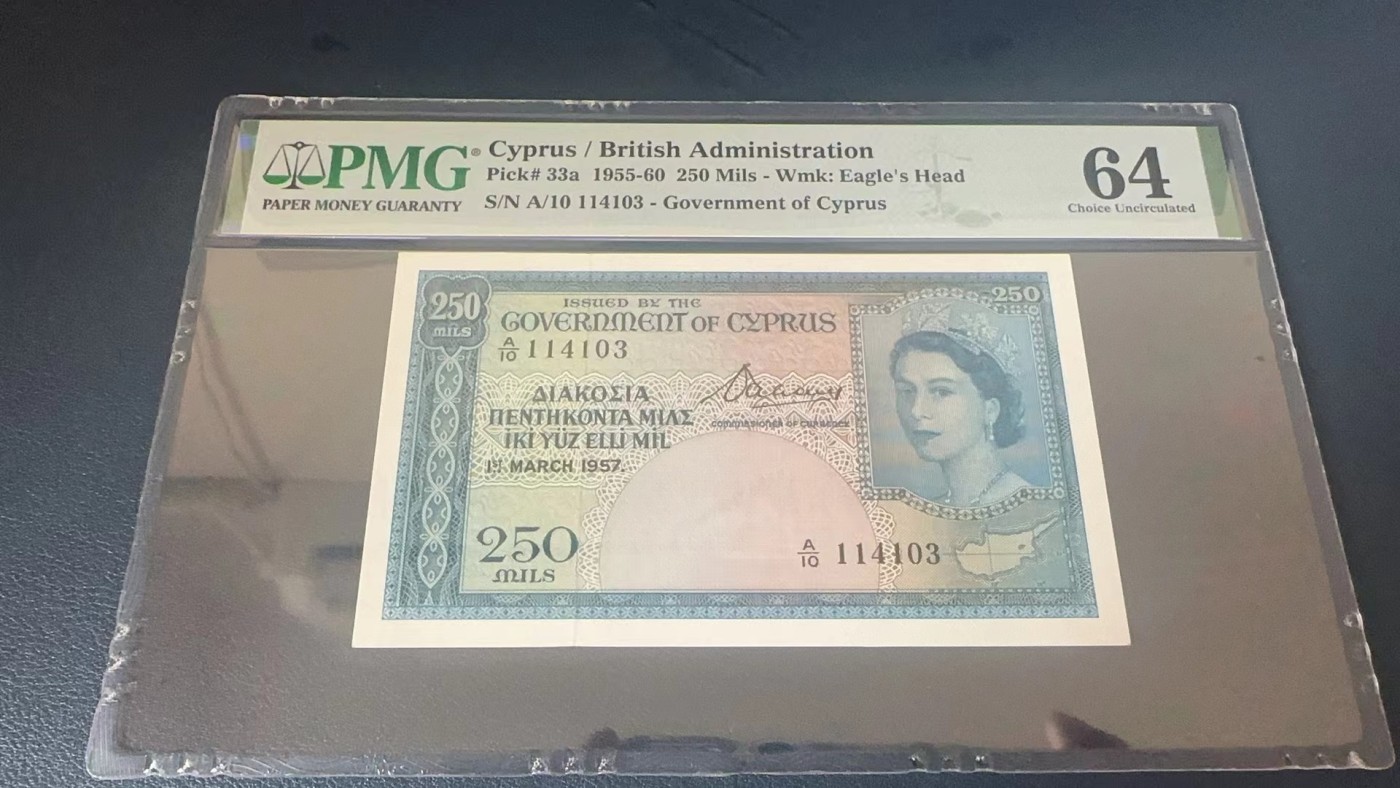 PMG®
PAPER MONEY GUARANTY
Cyprus / British Administration
Pick# 33a 1955-60 250 Mils - Wmk: Eagle's Head
S/N A/10 114103 - Government of Cyprus
64
Choice Uncirculated
250
MILS
ISSUED BY THE
GOVERNMENT OF CYPRUS
A/10 114103
250
ΔΙΑΚΟΣΙΑ
ΠΕΝΤΗΚΟΝΤΑ ΜΙΛΣ
IKI YUZ ELLİ MİL
1ST MARCH 1957.
COMMISSIONER OF CURRENCY
250
MILS
A/10 114103